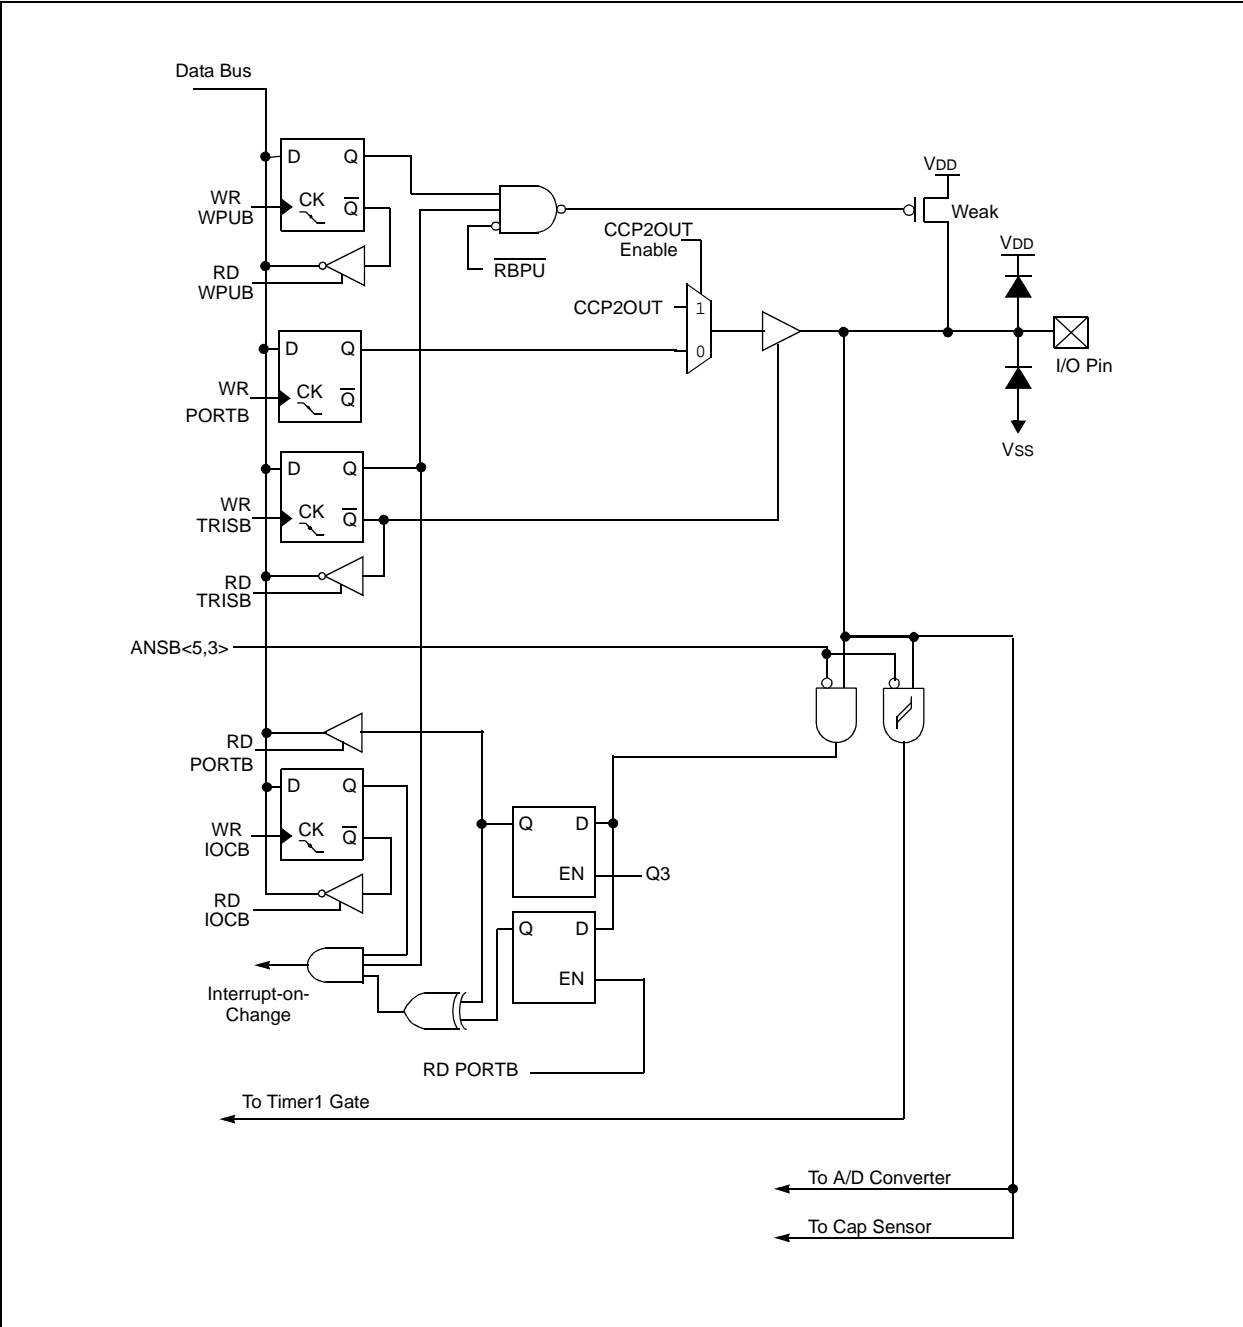 Data Bus
D Q
WR
WPUB
CK
Q
RD
WPUB
RBPU
CCP2OUT
Enable
VDD
Weak
VDD
CCP2OUT
1
0
I/O Pin
VSS
D Q
WR
PORTB
CK
Q
D Q
WR
TRISB
CK
Q
RD
TRISB
ANSB<5,3>
RD
PORTB
D Q
WR
IOCB
CK
Q
RD
IOCB
Q D
EN
Q3
Q D
EN
Interrupt-on-
Change
RD PORTB
To Timer1 Gate
To A/D Converter
To Cap Sensor